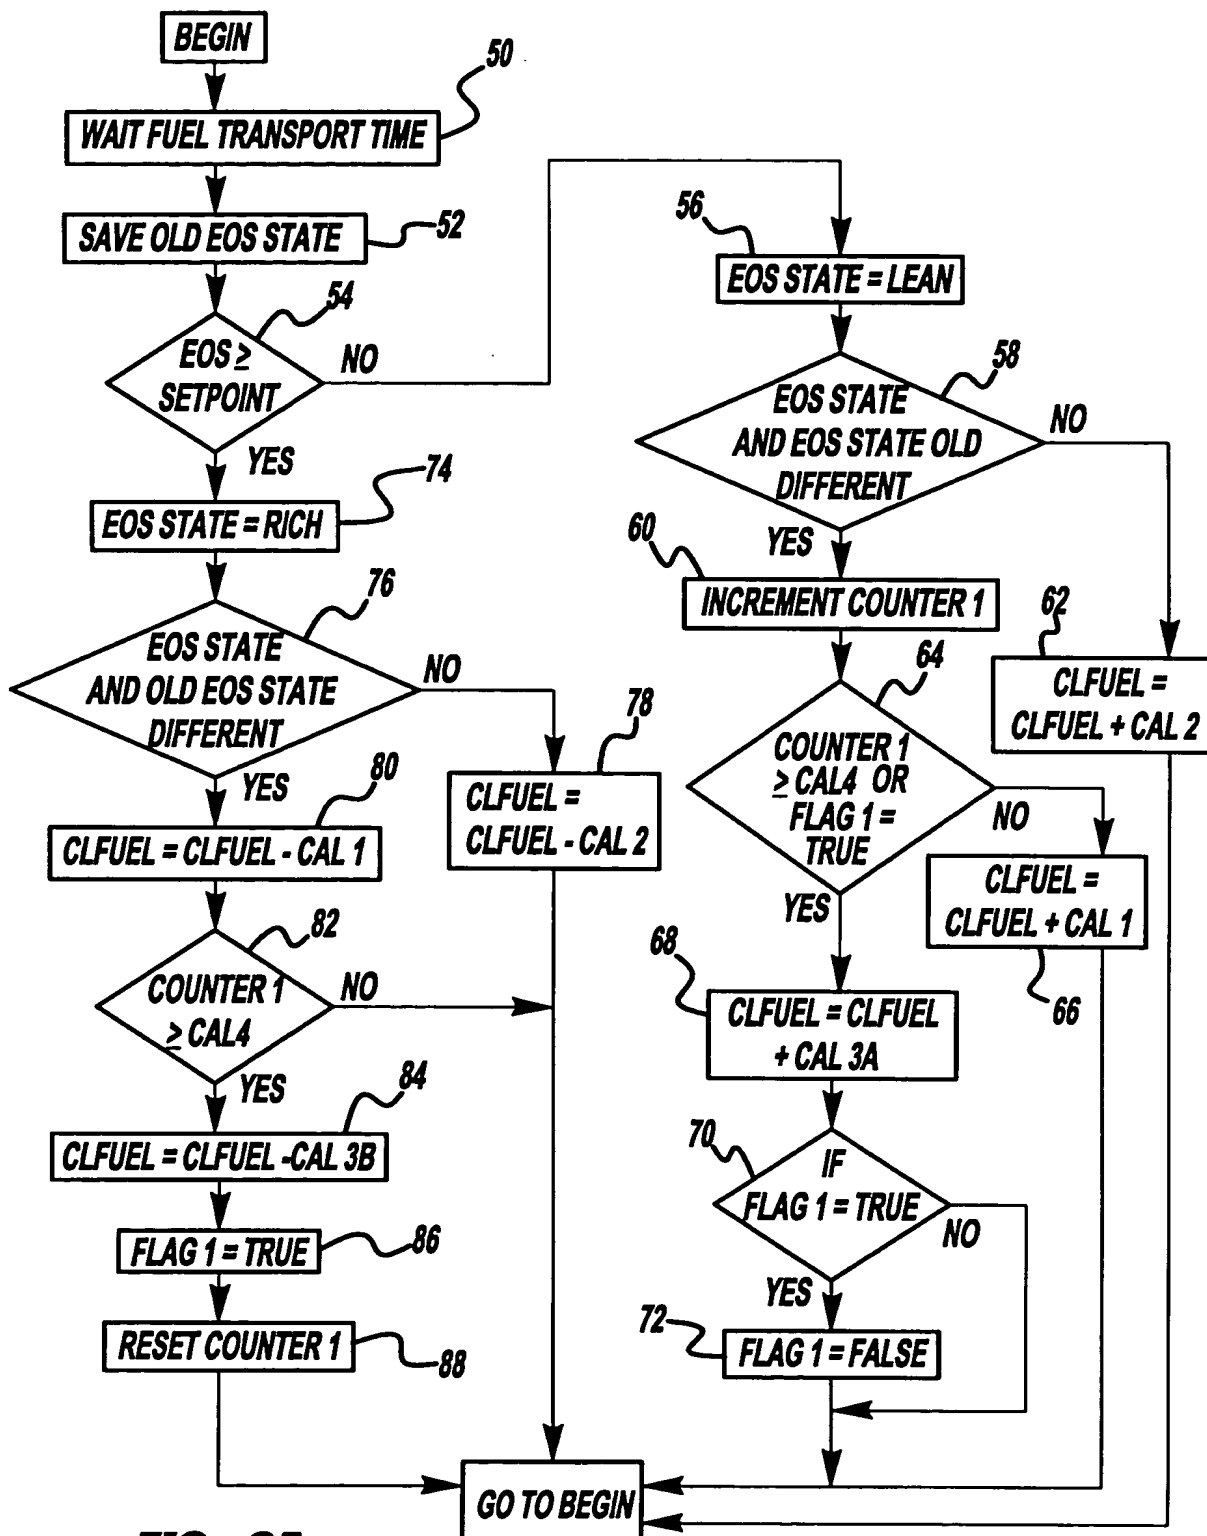 BEGIN
50
WAIT FUEL TRANSPORT TIME
SAVE OLD EOS STATE
52
54
EOS ≥
SETPOINT
NO
YES
EOS STATE = RICH
74
76
EOS STATE
AND OLD EOS STATE
DIFFERENT
NO
YES
78
CLFUEL =
CLFUEL - CAL 2
80
CLFUEL = CLFUEL - CAL 1
82
COUNTER 1
≥ CAL4
NO
YES
84
CLFUEL = CLFUEL -CAL 3B
FLAG 1 = TRUE
86
RESET COUNTER 1
88
56
EOS STATE = LEAN
58
EOS STATE
AND EOS STATE OLD
DIFFERENT
NO
YES
60
INCREMENT COUNTER 1
62
CLFUEL =
CLFUEL + CAL 2
64
COUNTER 1
≥ CAL4 OR
FLAG 1 =
TRUE
NO
YES
CLFUEL =
CLFUEL + CAL 1
66
68
CLFUEL = CLFUEL
+ CAL 3A
70
IF
FLAG 1 = TRUE
NO
YES
72
FLAG 1 = FALSE
GO TO BEGIN